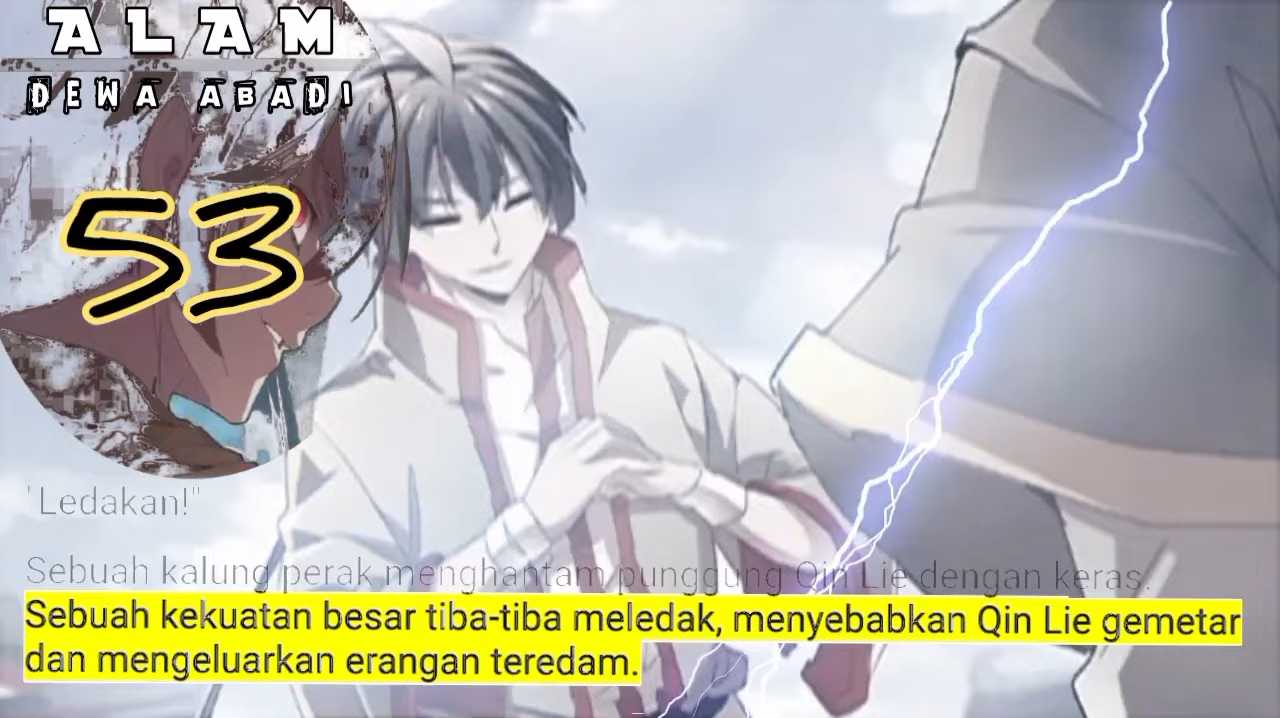 ALAM
DEWA ABADI
53
'Ledakan!"
Sebuah kalung perak menghantam punggung Qin Lie dengan keras.
Sebuah kekuatan besar tiba-tiba meledak, menyebabkan Qin Lie gemetar
dan mengeluarkan erangan teredam.